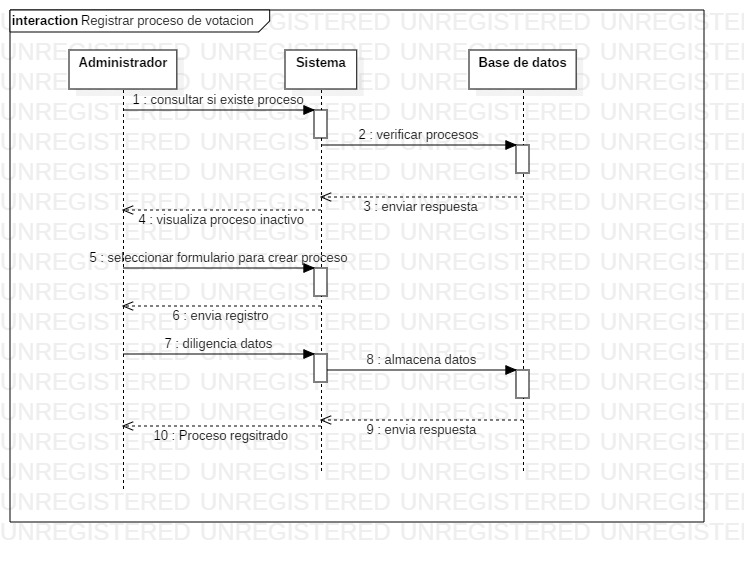 interaction Registrar proceso de votacion
UNREGISTERED UNREGISTERED UNREGISTERED UNREGISTERED
Administrador Sistema Base de datos
1 : consultar si existe proceso
2 : verificar procesos
3 : enviar respuesta
4 : visualiza proceso inactivo
5 : seleccionar formulario para crear proceso
6 : envia registro
7 : diligencia datos
8 : almacena datos
9 : envia respuesta
10 : Proceso regsitrado